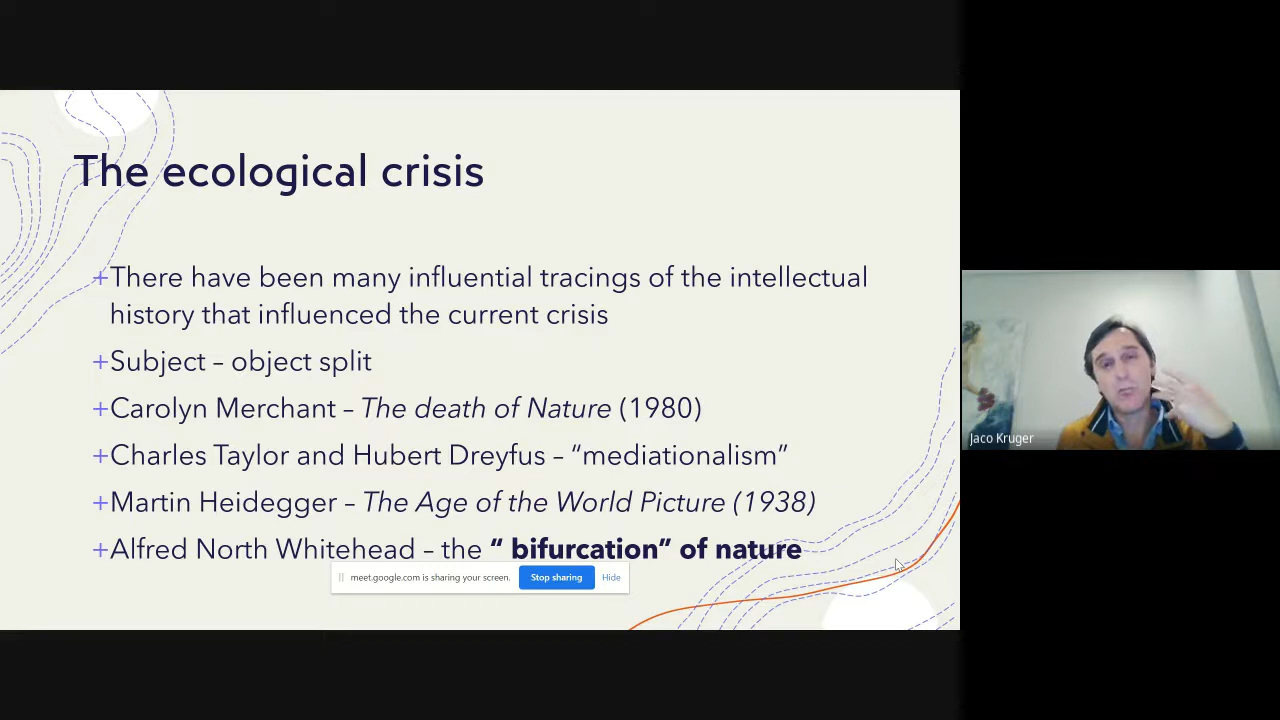 The ecological crisis
+There have been many influential tracings of the intellectual
history that influenced the current crisis
+Subject – object split
+Carolyn Merchant – The death of Nature (1980)
+Charles Taylor and Hubert Dreyfus – “mediationalism”
+Martin Heidegger – The Age of the World Picture (1938)
+Alfred North Whitehead – the “ bifurcation” of nature
meet.google.com is sharing your screen. Stop sharing Hide
Jaco Kruger